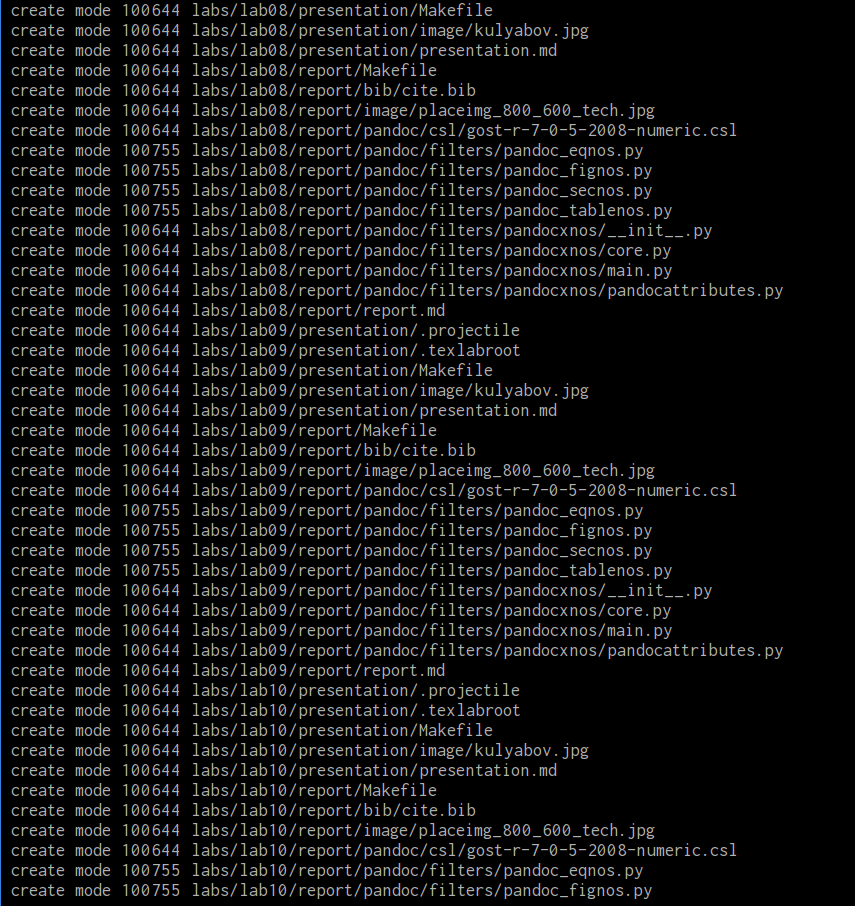 create mode 100644 labs/lab08/presentation/Makefile
create mode 100644 labs/lab08/presentation/image/kulyabov.jpg
create mode 100644 labs/lab08/presentation/presentation.md
create mode 100644 labs/lab08/report/Makefile
create mode 100644 labs/lab08/report/bib/cite.bib
create mode 100644 labs/lab08/report/image/placeimg_800_600_tech.jpg
create mode 100644 labs/lab08/report/pandoc/csl/gost-r-7-0-5-2008-numeric.csl
create mode 100755 labs/lab08/report/pandoc/filters/pandoc_eqnos.py
create mode 100755 labs/lab08/report/pandoc/filters/pandoc_fignos.py
create mode 100755 labs/lab08/report/pandoc/filters/pandoc_secnos.py
create mode 100755 labs/lab08/report/pandoc/filters/pandoc_tablenos.py
create mode 100644 labs/lab08/report/pandoc/filters/pandocxnos/__init__.py
create mode 100644 labs/lab08/report/pandoc/filters/pandocxnos/core.py
create mode 100644 labs/lab08/report/pandoc/filters/pandocxnos/main.py
create mode 100644 labs/lab08/report/pandoc/filters/pandocxnos/pandocattributes.py
create mode 100644 labs/lab08/report/report.md
create mode 100644 labs/lab09/presentation/.projectile
create mode 100644 labs/lab09/presentation/.texlabroot
create mode 100644 labs/lab09/presentation/Makefile
create mode 100644 labs/lab09/presentation/image/kulyabov.jpg
create mode 100644 labs/lab09/presentation/presentation.md
create mode 100644 labs/lab09/report/Makefile
create mode 100644 labs/lab09/report/bib/cite.bib
create mode 100644 labs/lab09/report/image/placeimg_800_600_tech.jpg
create mode 100644 labs/lab09/report/pandoc/csl/gost-r-7-0-5-2008-numeric.csl
create mode 100755 labs/lab09/report/pandoc/filters/pandoc_eqnos.py
create mode 100755 labs/lab09/report/pandoc/filters/pandoc_fignos.py
create mode 100755 labs/lab09/report/pandoc/filters/pandoc_secnos.py
create mode 100755 labs/lab09/report/pandoc/filters/pandoc_tablenos.py
create mode 100644 labs/lab09/report/pandoc/filters/pandocxnos/__init__.py
create mode 100644 labs/lab09/report/pandoc/filters/pandocxnos/core.py
create mode 100644 labs/lab09/report/pandoc/filters/pandocxnos/main.py
create mode 100644 labs/lab09/report/pandoc/filters/pandocxnos/pandocattributes.py
create mode 100644 labs/lab09/report/report.md
create mode 100644 labs/lab10/presentation/.projectile
create mode 100644 labs/lab10/presentation/.texlabroot
create mode 100644 labs/lab10/presentation/Makefile
create mode 100644 labs/lab10/presentation/image/kulyabov.jpg
create mode 100644 labs/lab10/presentation/presentation.md
create mode 100644 labs/lab10/report/Makefile
create mode 100644 labs/lab10/report/bib/cite.bib
create mode 100644 labs/lab10/report/image/placeimg_800_600_tech.jpg
create mode 100644 labs/lab10/report/pandoc/csl/gost-r-7-0-5-2008-numeric.csl
create mode 100755 labs/lab10/report/pandoc/filters/pandoc_eqnos.py
create mode 100755 labs/lab10/report/pandoc/filters/pandoc_fignos.py